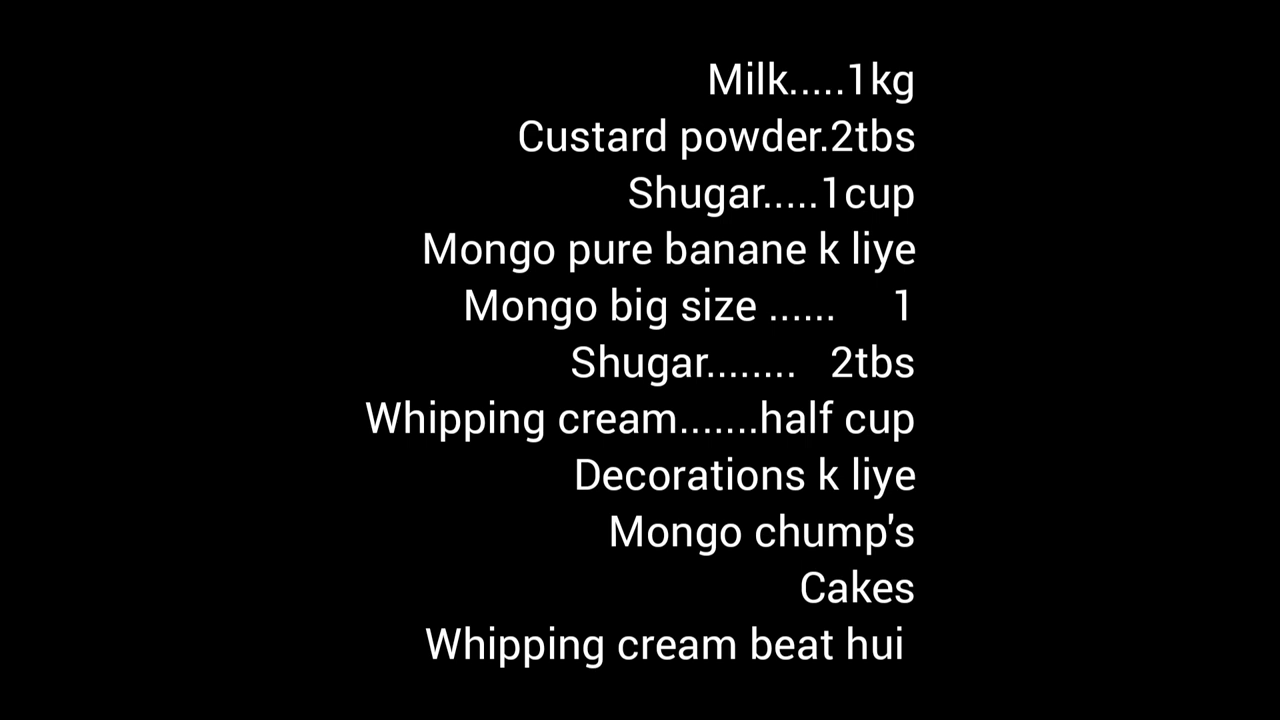 Milk.....1kg
Custard powder.2tbs
Shugar.....1cup
Mongo pure banane k liye
Mongo big size ...... 1
Shugar........ 2tbs
Whipping cream.......half cup
Decorations k liye
Mongo chump's
Cakes
Whipping cream beat hui